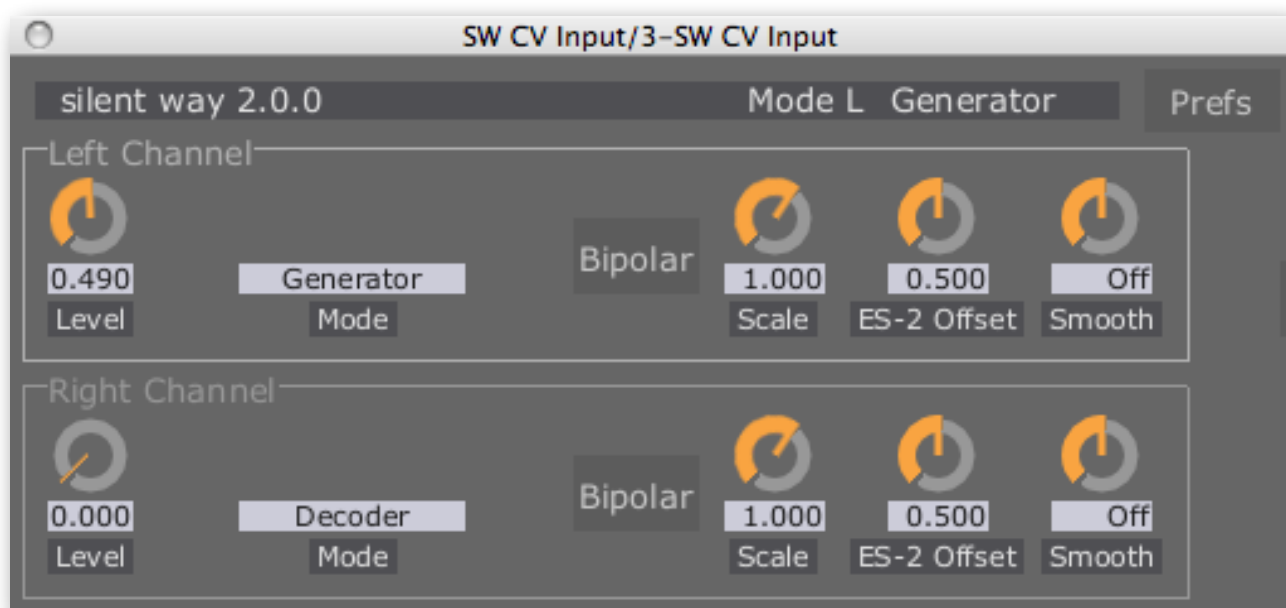 SW CV Input/3-SW CV Input
silent way 2.0.0 Mode L Generator Prefs
Left Channel
Bipolar
0.490 Generator 1.000 0.500 Off
Level Mode Scale ES-2 Offset Smooth
Right Channel
Bipolar
0.000 Decoder 1.000 0.500 Off
Level Mode Scale ES-2 Offset Smooth